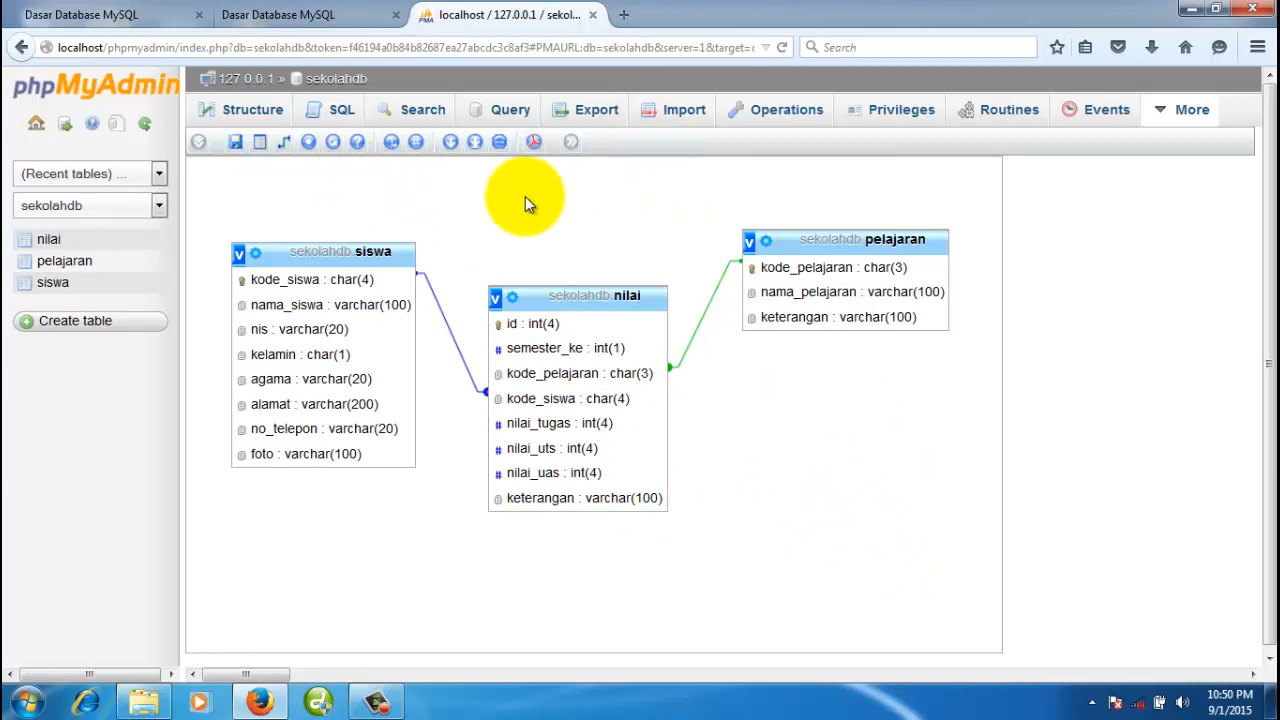 Dasar Database MySQL
Dasar Database MySQL
PMA
localhost / 127.0.0.1 / sekol...
localhost/phpmyadmin/index.php?db=sekolahdb&token=f46194a0b84b82687ea27abcdc3c8af3#PMAURL:db=sekolahdb&server=1&target=
Search
phpMyAdmin
127.0.0.1 » sekolahdb
Structure
SQL
Search
Query
Export
Import
Operations
Privileges
Routines
Events
More
(Recent tables) ...
sekolahdb
nilai
pelajaran
siswa
Create table
v sekolahdb.siswa
kode_siswa : char(4)
nama_siswa : varchar(100)
nis : varchar(20)
kelamin : char(1)
agama : varchar(20)
alamat : varchar(200)
no_telepon : varchar(20)
foto : varchar(100)
v sekolahdb.nilai
id : int(4)
# semester_ke : int(1)
kode_pelajaran : char(3)
kode_siswa : char(4)
# nilai_tugas : int(4)
# nilai_uts : int(4)
# nilai_uas : int(4)
keterangan : varchar(100)
v sekolahdb.pelajaran
kode_pelajaran : char(3)
nama_pelajaran : varchar(100)
keterangan : varchar(100)
10:50 PM
9/1/2015